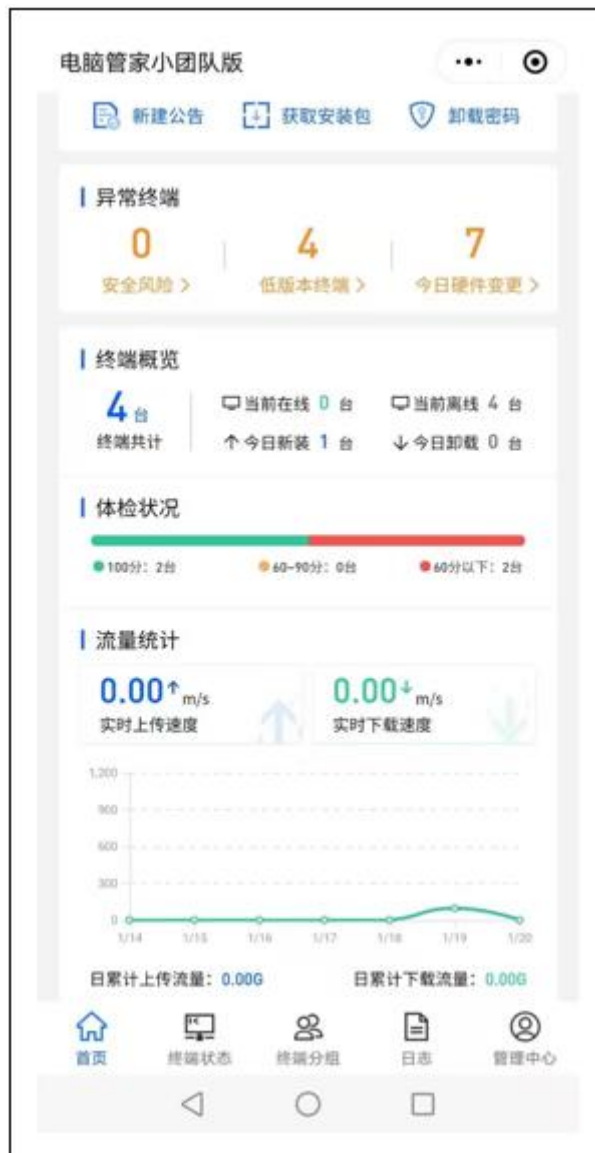 电脑管家小团队版
新建公告 获取安装包 卸载密码
异常终端
0 4 7
安全风险 > 低版本终端 > 今日硬件变更 >
终端概览
4 台 当前在线 0 台 当前离线 4 台
终端共计 ↑今日新装 1 台 ↓今日卸载 0 台
体检状况
100分: 2台 60-90分: 0台 60分以下: 2台
流量统计
0.00↑ m/s 0.00↓ m/s
实时上传速度 实时下载速度
1,200
900
600
300
0
1/14 1/15 1/16 1/17 1/18 1/19 1/20
日累计上传流量: 0.00G 日累计下载流量: 0.00G
首页 终端状态 终端分组 日志 管理中心